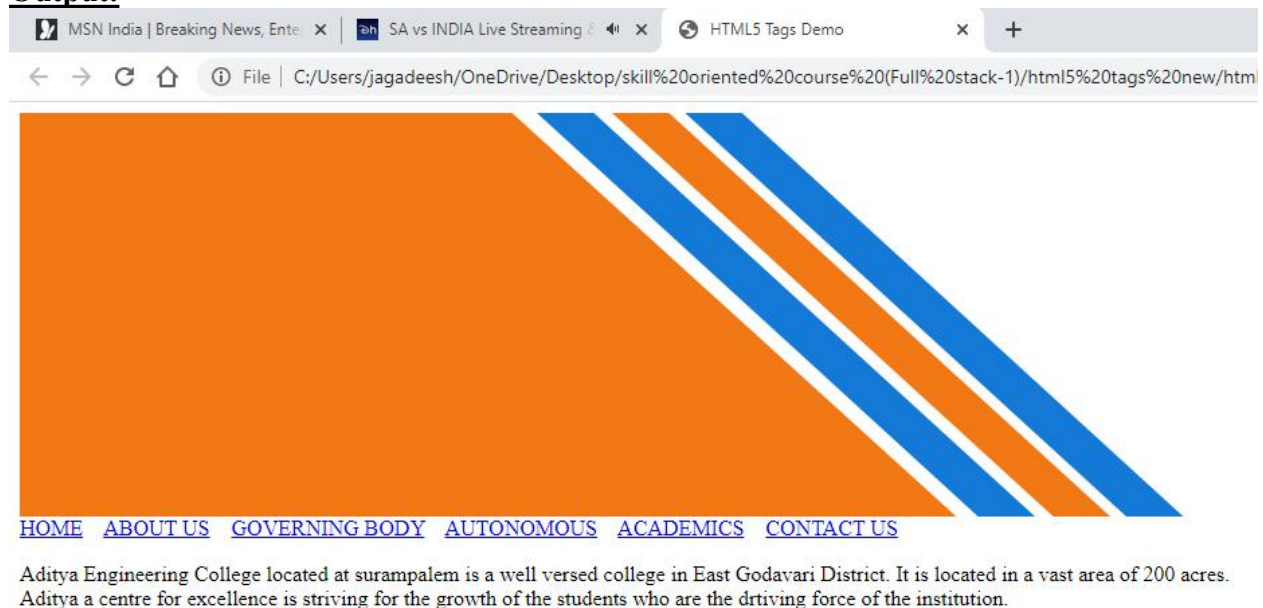 Output:
MSN India | Breaking News, Ente
SA vs INDIA Live Streaming &
HTML5 Tags Demo
File | C:/Users/jagadeesh/OneDrive/Desktop/skill%20oriented%20course%20(Full%20stack-1)/html5%20tags%20new/html
HOME ABOUT US GOVERNING BODY AUTONOMOUS ACADEMICS CONTACT US
Aditya Engineering College located at surampalem is a well versed college in East Godavari District. It is located in a vast area of 200 acres.
Aditya a centre for excellence is striving for the growth of the students who are the drtiving force of the institution.